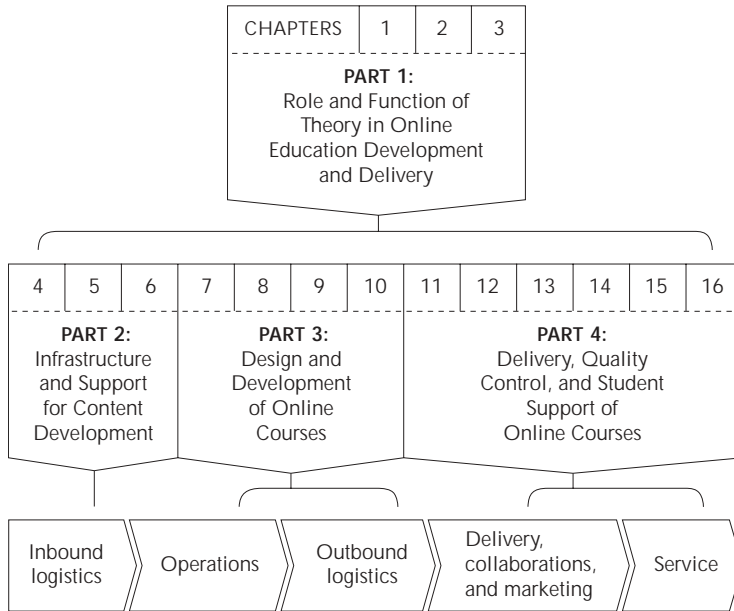 CHAPTERS 1 2 3
PART 1:
Role and Function of
Theory in Online
Education Development
and Delivery
4 5 6 7 8 9 10 11 12 13 14 15 16
PART 2:
Infrastructure
and Support
for Content
Development
PART 3:
Design and
Development
of Online
Courses
PART 4:
Delivery, Quality
Control, and Student
Support of
Online Courses
Inbound
logistics
Operations
Outbound
logistics
Delivery,
collaborations,
and marketing
Service